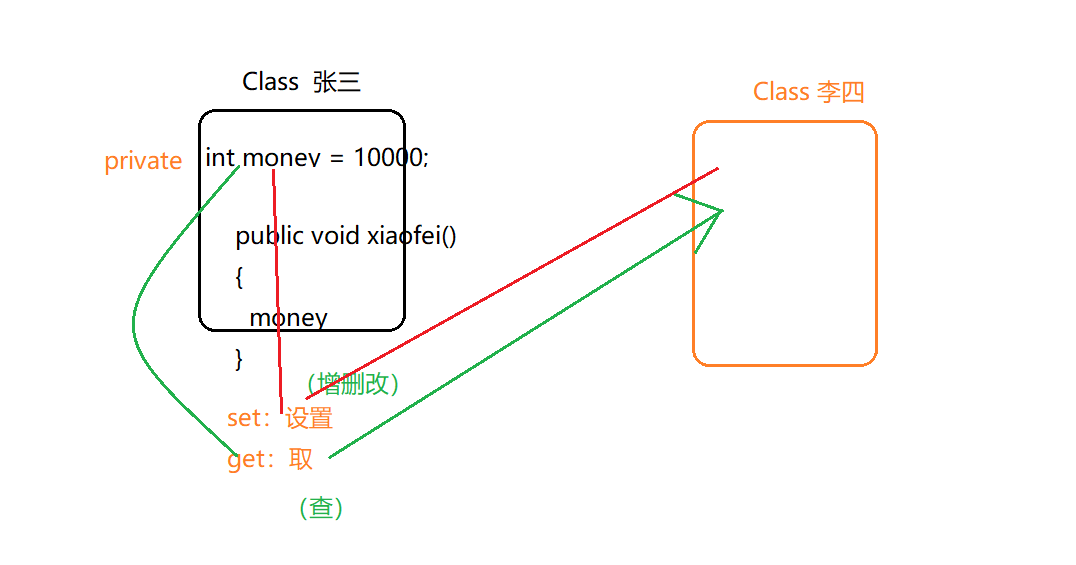 Class 张三
Class 李四
private int money = 10000;
public void xiaofei()
{
money
}
（增删改）
set：设置
get：取
（查）